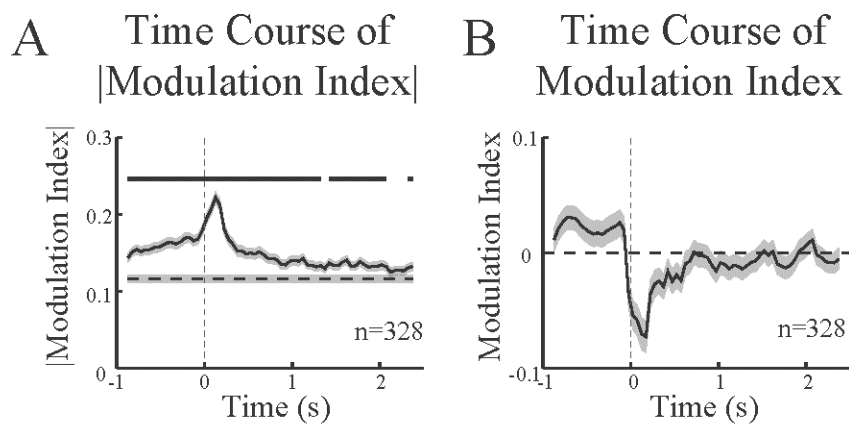 A
Time Course of
|Modulation Index|
|Modulation Index|
0.3
0.2
0.1
0
-1
0
1
2
n=328
Time (s)
B
Time Course of
Modulation Index
Modulation Index
0.1
0
-0.1
-1
0
1
2
n=328
Time (s)